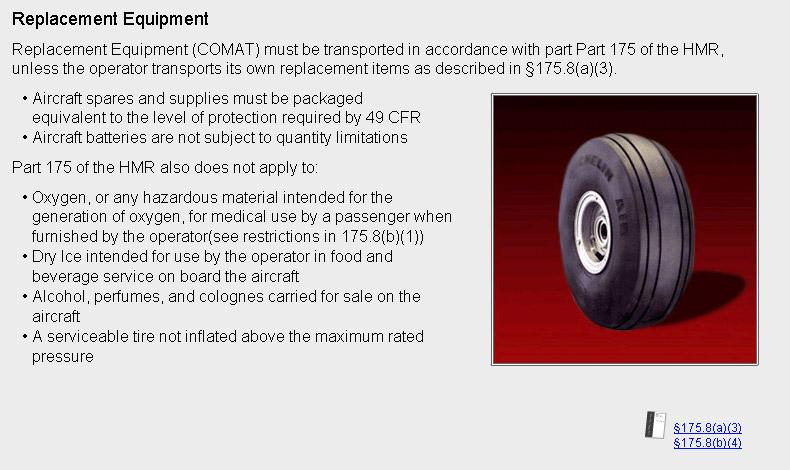 Replacement Equipment
Replacement Equipment (COMAT) must be transported in accordance with part Part 175 of the HMR,
unless the operator transports its own replacement items as described in §175.8(a)(3).
• Aircraft spares and supplies must be packaged
equivalent to the level of protection required by 49 CFR
• Aircraft batteries are not subject to quantity limitations
Part 175 of the HMR also does not apply to:
• Oxygen, or any hazardous material intended for the
generation of oxygen, for medical use by a passenger when
furnished by the operator(see restrictions in 175.8(b)(1))
• Dry Ice intended for use by the operator in food and
beverage service on board the aircraft
• Alcohol, perfumes, and colognes carried for sale on the
aircraft
• A serviceable tire not inflated above the maximum rated
pressure
AIR
§175.8(a)(3)
§175.8(b)(4)